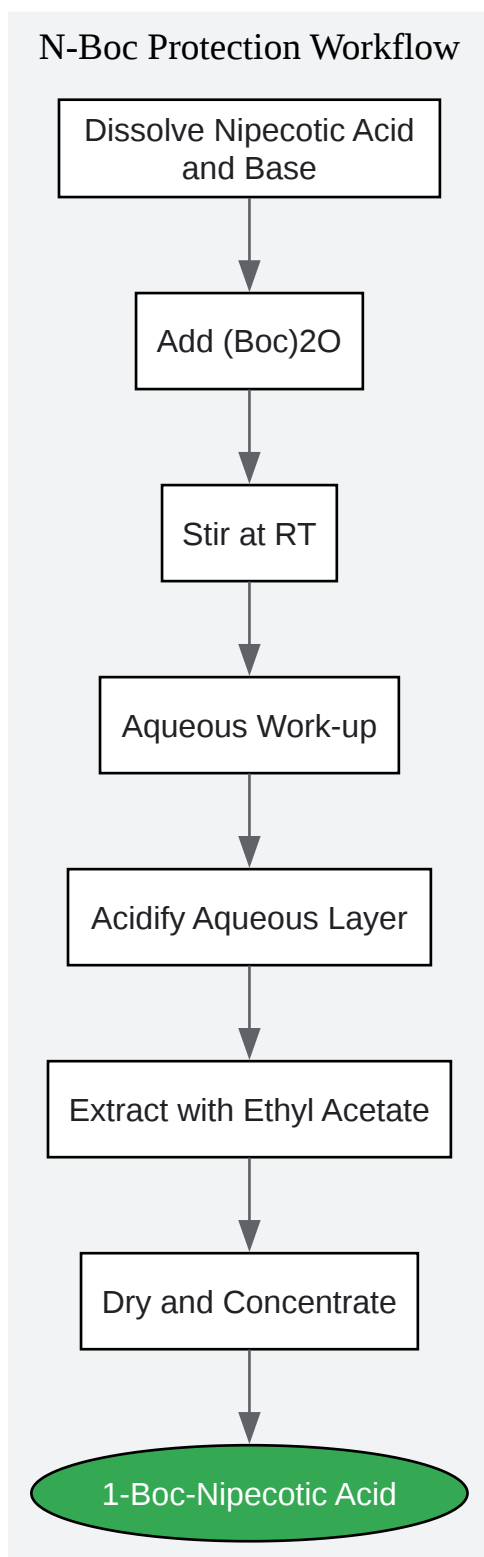 N-Boc Protection Workflow
Dissolve Nipecotic Acid
and Base
Add (Boc)2O
Stir at RT
Aqueous Work-up
Acidify Aqueous Layer
Extract with Ethyl Acetate
Dry and Concentrate
1-Boc-Nipecotic Acid